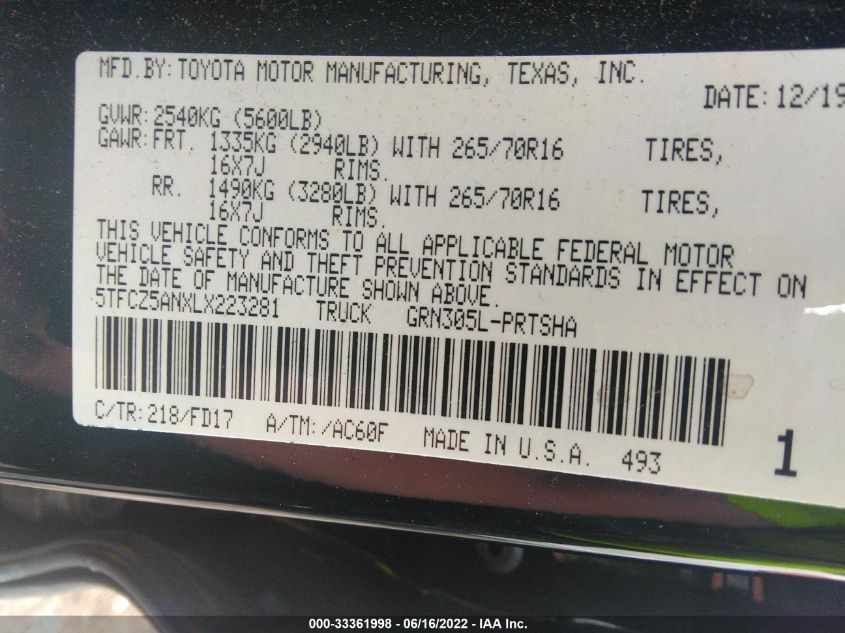 MFD.BY:TOYOTA MOTOR MANUFACTURING, TEXAS, INC.
DATE:12/19
GVWR:2540KG (5600LB)
GAWR:FRT. 1335KG (2940LB) WITH 265/70R16 TIRES,
16X7J RIMS.
RR. 1490KG (3280LB) WITH 265/70R16 TIRES,
16X7J RIMS.
THIS VEHICLE CONFORMS TO ALL APPLICABLE FEDERAL MOTOR
VEHICLE SAFETY AND THEFT PREVENTION STANDARDS IN EFFECT ON
THE DATE OF MANUFACTURE SHOWN ABOVE.
5TFCZ5ANXLX223281 TRUCK GRN305L-PRTSHA
C/TR:218/FD17 A/TM:/AC60F MADE IN U.S.A. 493
1
000-33361998 - 06/16/2022 - IAA Inc.